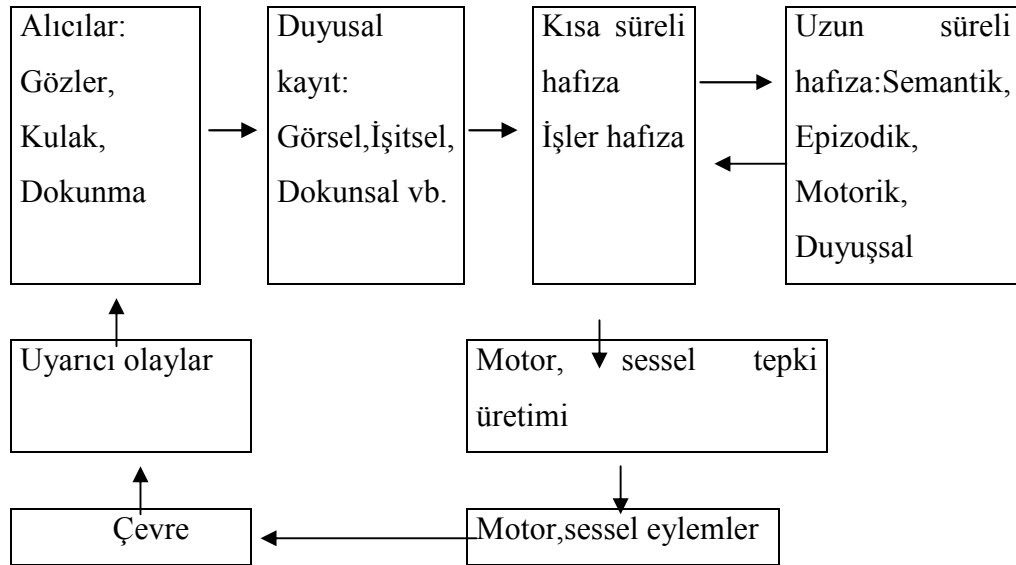 Alıcılar:
Gözler,
Kulak,
Dokunma
Duyusal
kayıt:
Görsel,İşitsel,
Dokunsal vb.
Kısa süreli
hafıza
İşler hafıza
Uzun süreli
hafıza:Semantik,
Epizodik,
Motorik,
Duyuşsal
Uyarıcı olaylar
Motor, sessel tepki
üretimi
Çevre
Motor,sessel eylemler